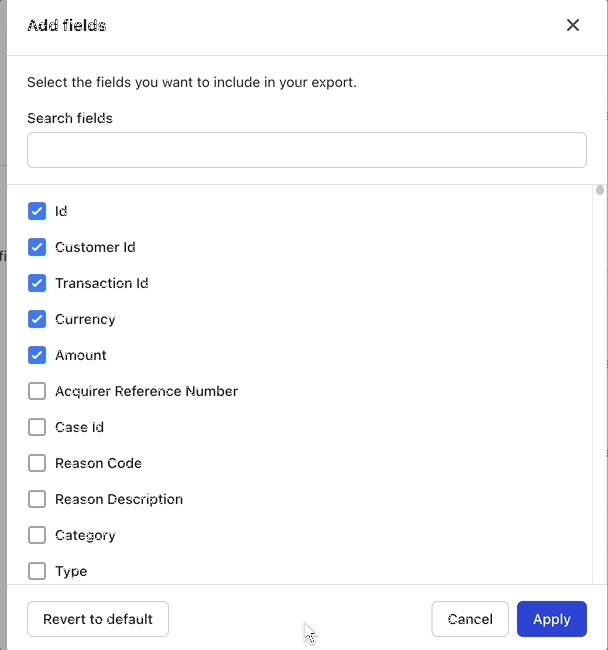 Add fields
Select the fields you want to include in your export.
Search fields
Id
Customer Id
Transaction Id
Currency
Amount
Acquirer Reference Number
Case Id
Reason Code
Reason Description
Category
Type
Revert to default
Cancel
Apply